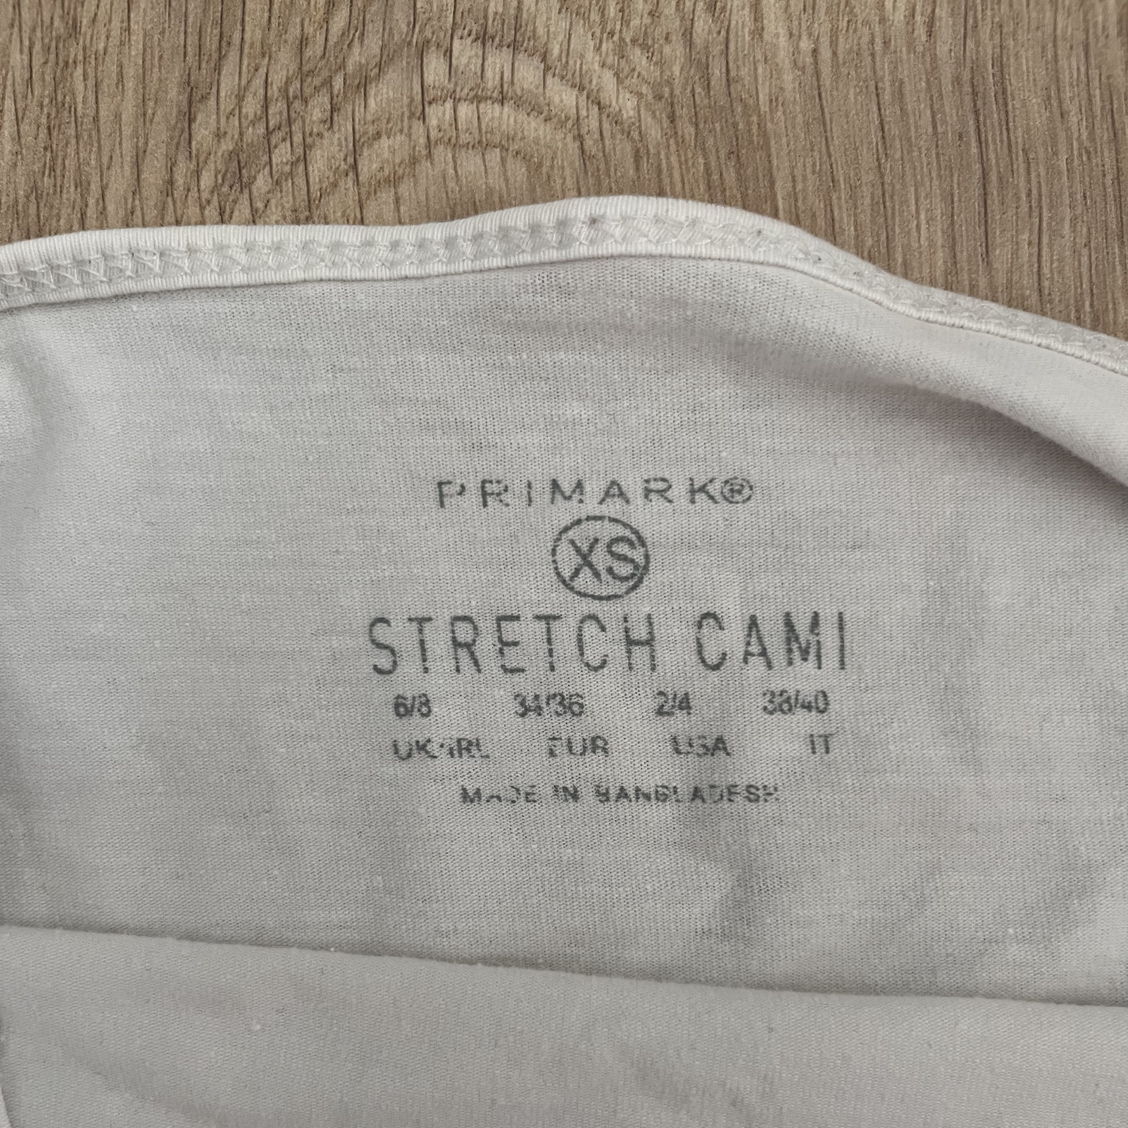 PRIMARK®
XS
STRETCH CAMI
6/8 34/36 2/4 38/40
UK/IRL EUR USA IT
MADE IN BANGLADESH